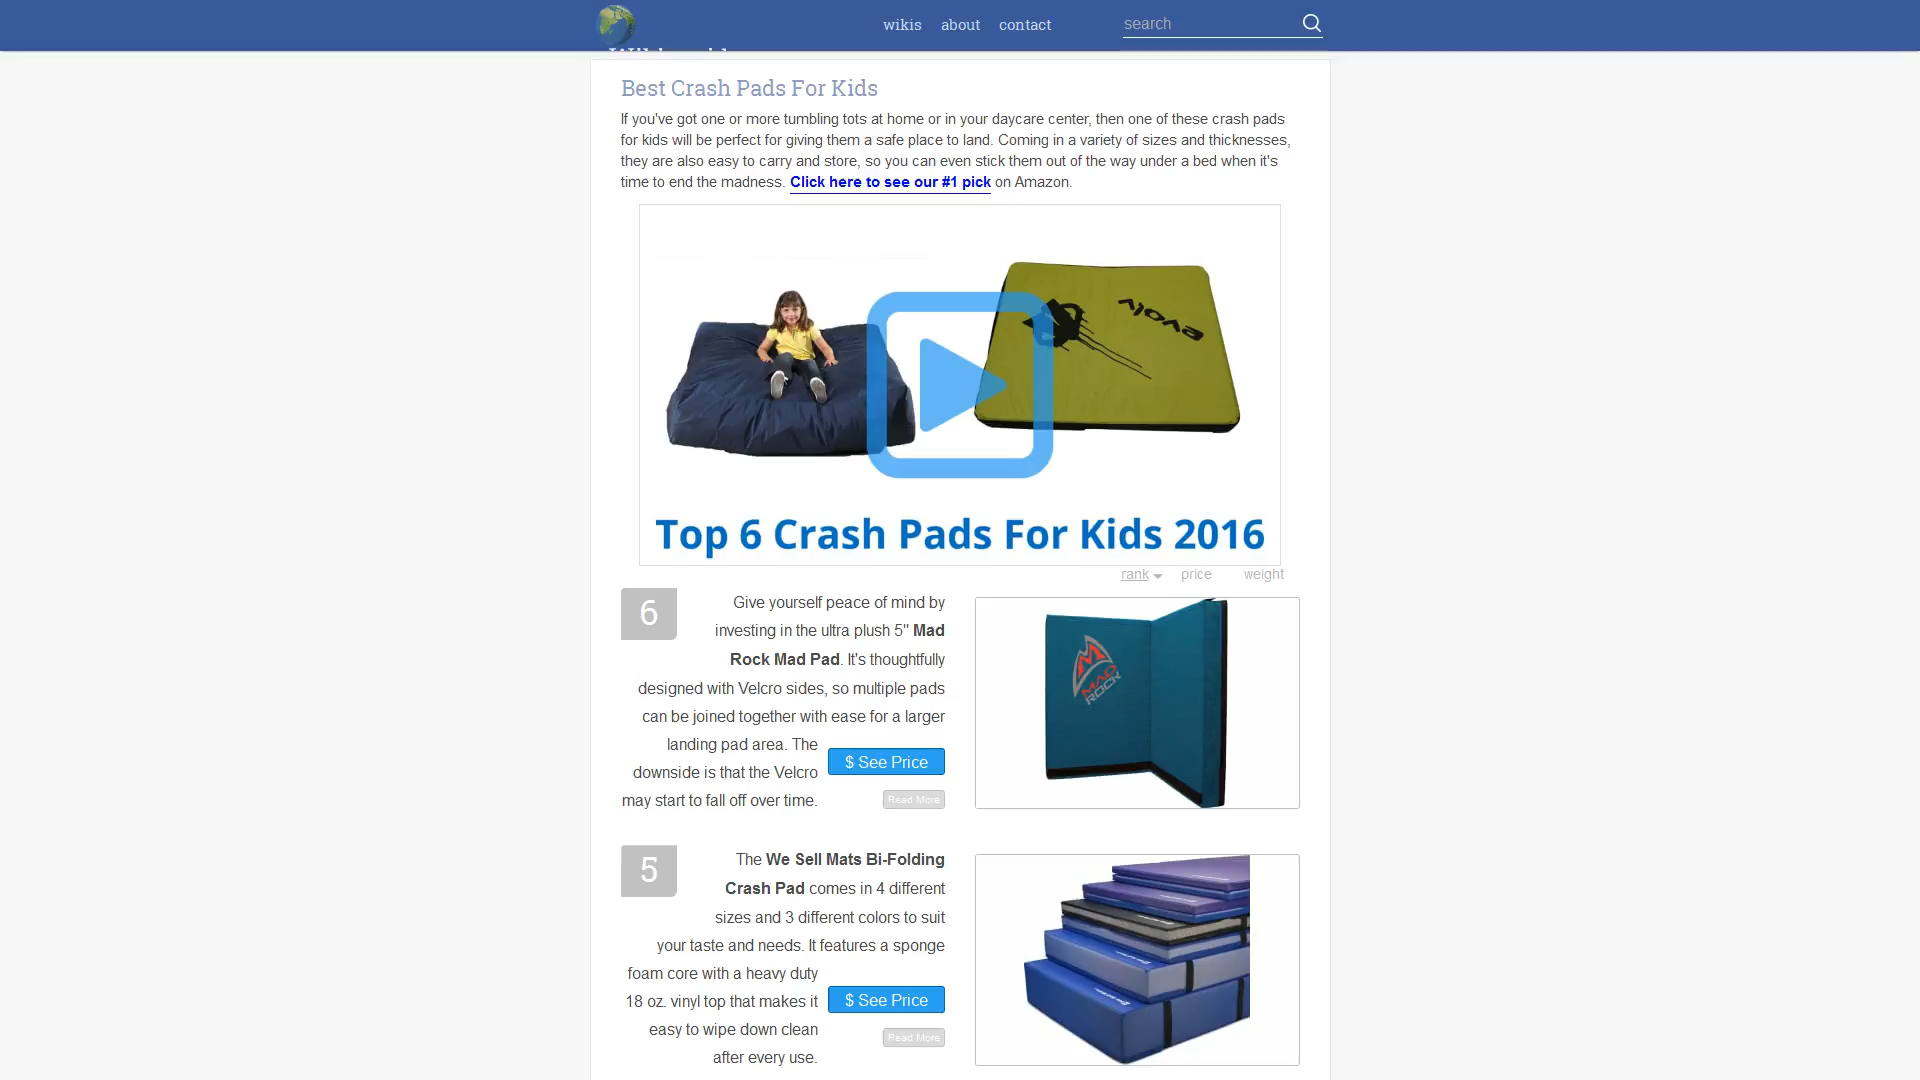 wikis about contact search
Best Crash Pads For Kids
If you've got one or more tumbling tots at home or in your daycare center, then one of these crash pads
for kids will be perfect for giving them a safe place to land. Coming in a variety of sizes and thicknesses,
they are also easy to carry and store, so you can even stick them out of the way under a bed when it's
time to end the madness. Click here to see our #1 pick on Amazon.
evolv
Top 6 Crash Pads For Kids 2016
rank price weight
6
Give yourself peace of mind by
investing in the ultra plush 5" Mad
Rock Mad Pad. It's thoughtfully
designed with Velcro sides, so multiple pads
can be joined together with ease for a larger
landing pad area. The
downside is that the Velcro
may start to fall off over time.
$ See Price
Read More
MAD
ROCK
5
The We Sell Mats Bi-Folding
Crash Pad comes in 4 different
sizes and 3 different colors to suit
your taste and needs. It features a sponge
foam core with a heavy duty
18 oz. vinyl top that makes it
easy to wipe down clean
after every use.
$ See Price
Read More